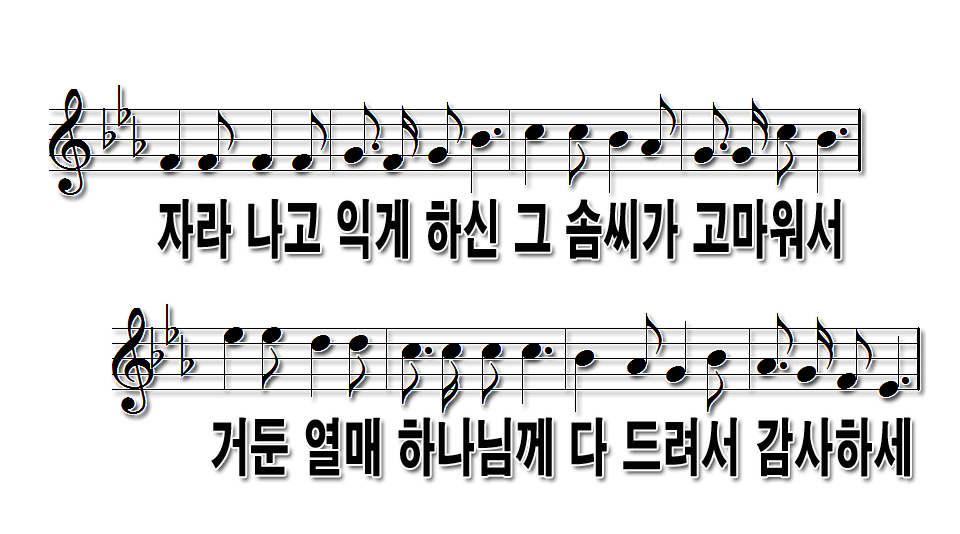 자라 나고 익게 하신 그 솜씨가 고마워서
거둔 열매 하나님께 다 드려서 감사하세